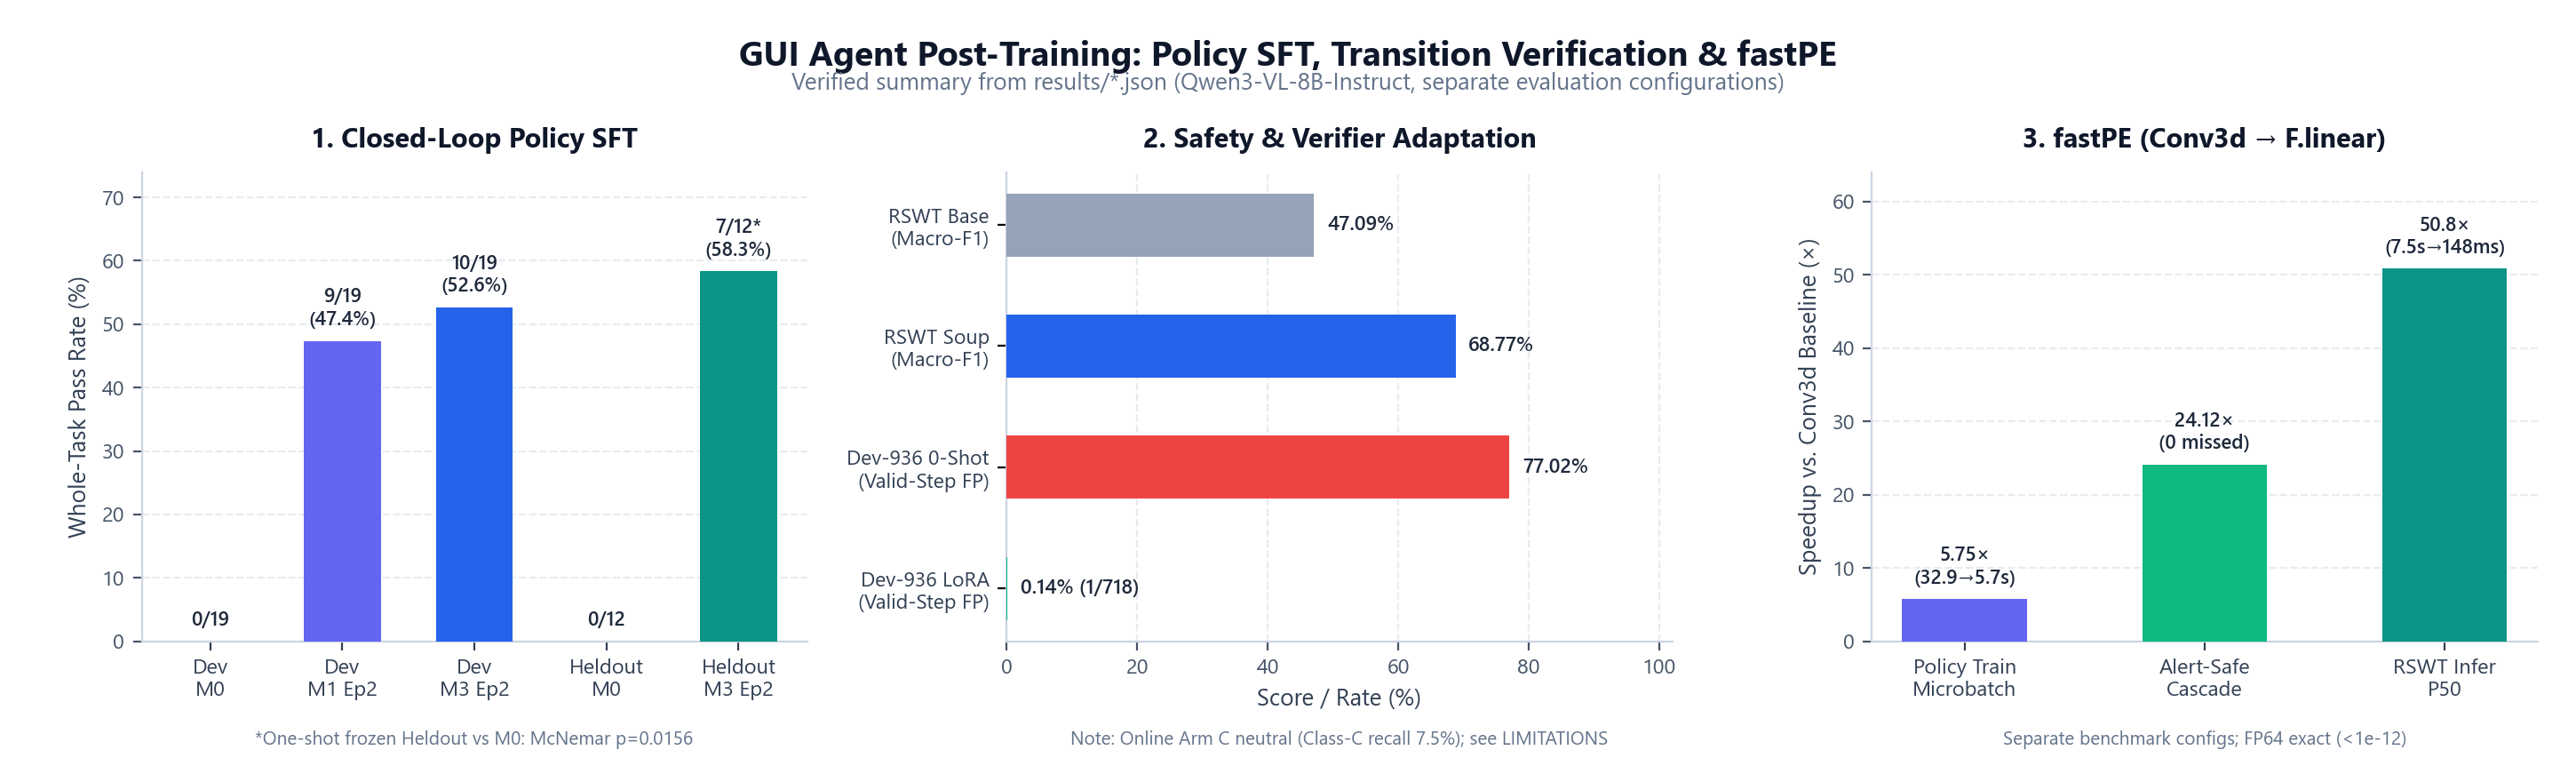 GUI Agent Post-Training: Policy SFT, Transition Verification & fastPE
Verified summary from results/*.json (Qwen3-VL-8B-Instruct, separate evaluation configurations)
1. Closed-Loop Policy SFT
Whole-Task Pass Rate (%)
70
60
50
40
30
20
10
0
0/19
9/19
(47.4%)
10/19
(52.6%)
0/12
7/12*
(58.3%)
Dev
M0
Dev
M1 Ep2
Dev
M3 Ep2
Heldout
M0
Heldout
M3 Ep2
*One-shot frozen Heldout vs M0: McNemar p=0.0156
2. Safety & Verifier Adaptation
RSWT Base
(Macro-F1)
47.09%
RSWT Soup
(Macro-F1)
68.77%
Dev-936 0-Shot
(Valid-Step FP)
77.02%
Dev-936 LoRA
(Valid-Step FP)
0.14% (1/718)
0
20
40
60
80
100
Score / Rate (%)
Note: Online Arm C neutral (Class-C recall 7.5%); see LIMITATIONS
3. fastPE (Conv3d → F.linear)
Speedup vs. Conv3d Baseline (×)
60
50
40
30
20
10
0
5.75×
(32.9→5.7s)
24.12×
(0 missed)
50.8×
(7.5s→148ms)
Policy Train
Microbatch
Alert-Safe
Cascade
RSWT Infer
P50
Separate benchmark configs; FP64 exact (<1e-12)